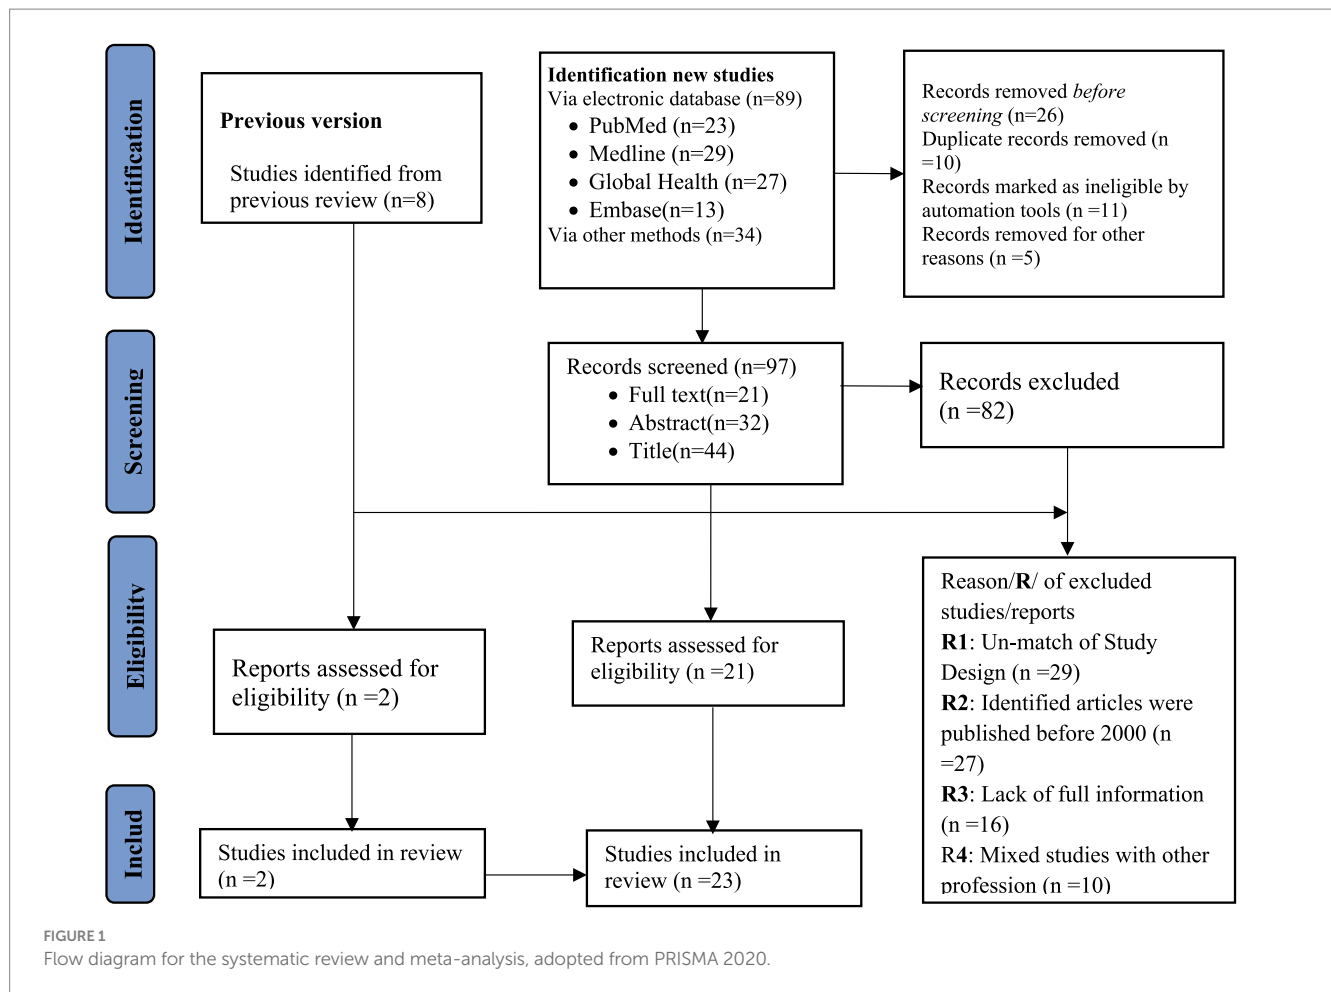 Identification
Previous version
Studies identified from
previous review (n=8)
Identification new studies
Via electronic database (n=89)
• PubMed (n=23)
• Medline (n=29)
• Global Health (n=27)
• Embase(n=13)
Via other methods (n=34)
Records removed before
screening (n=26)
Duplicate records removed (n
=10)
Records marked as ineligible by
automation tools (n =11)
Records removed for other
reasons (n =5)
Screening
Records screened (n=97)
• Full text(n=21)
• Abstract(n=32)
• Title(n=44)
Records excluded
(n =82)
Eligibility
Reports assessed for
eligibility (n =2)
Reports assessed for
eligibility (n =21)
Reason/R/ of excluded
studies/reports
R1: Un-match of Study
Design (n =29)
R2: Identified articles were
published before 2000 (n
=27)
R3: Lack of full information
(n =16)
R4: Mixed studies with other
profession (n =10)
Includ
Studies included in review
(n =2)
Studies included in
review (n =23)
FIGURE 1
Flow diagram for the systematic review and meta-analysis, adopted from PRISMA 2020.